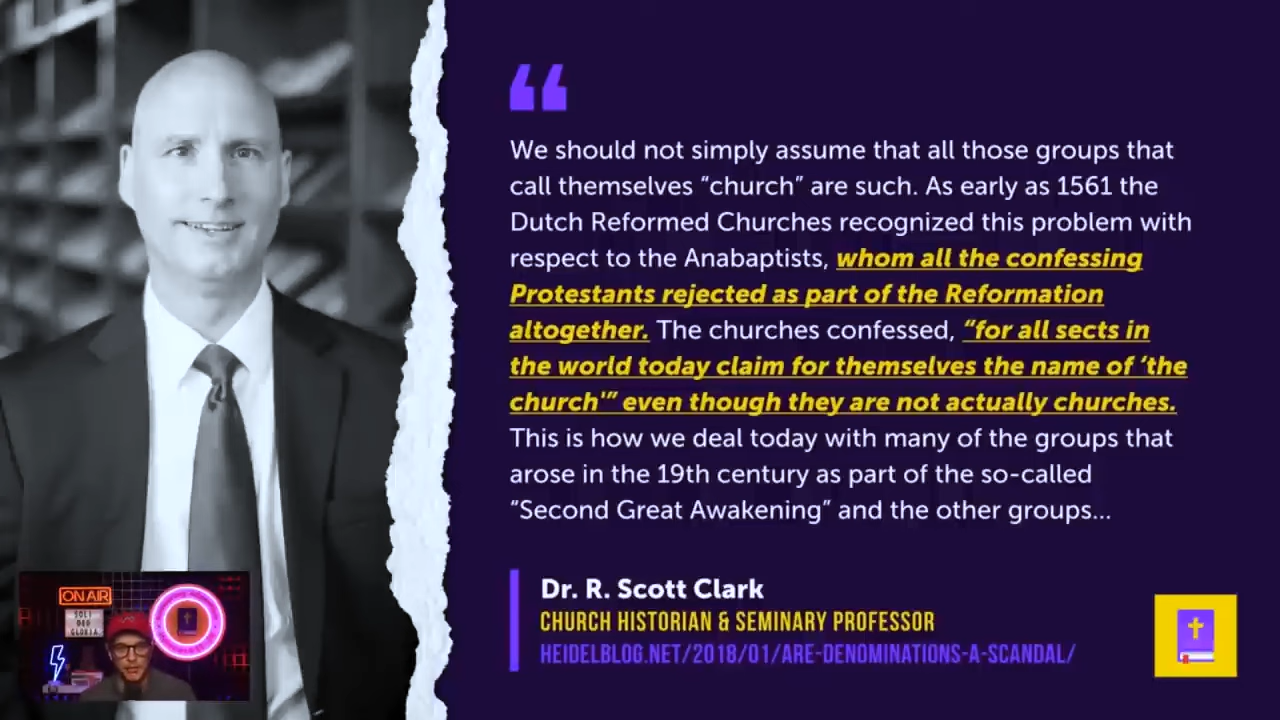 “
We should not simply assume that all those groups that
call themselves “church” are such. As early as 1561 the
Dutch Reformed Churches recognized this problem with
respect to the Anabaptists, whom all the confessing
Protestants rejected as part of the Reformation
altogether. The churches confessed, “for all sects in
the world today claim for themselves the name of ‘the
church'” even though they are not actually churches.
This is how we deal today with many of the groups that
arose in the 19th century as part of the so-called
“Second Great Awakening” and the other groups...
Dr. R. Scott Clark
CHURCH HISTORIAN & SEMINARY PROFESSOR
HEIDELBLOG.NET/2018/01/ARE-DENOMINATIONS-A-SCANDAL/
ON AIR
SOLI
DEO
GLORIA